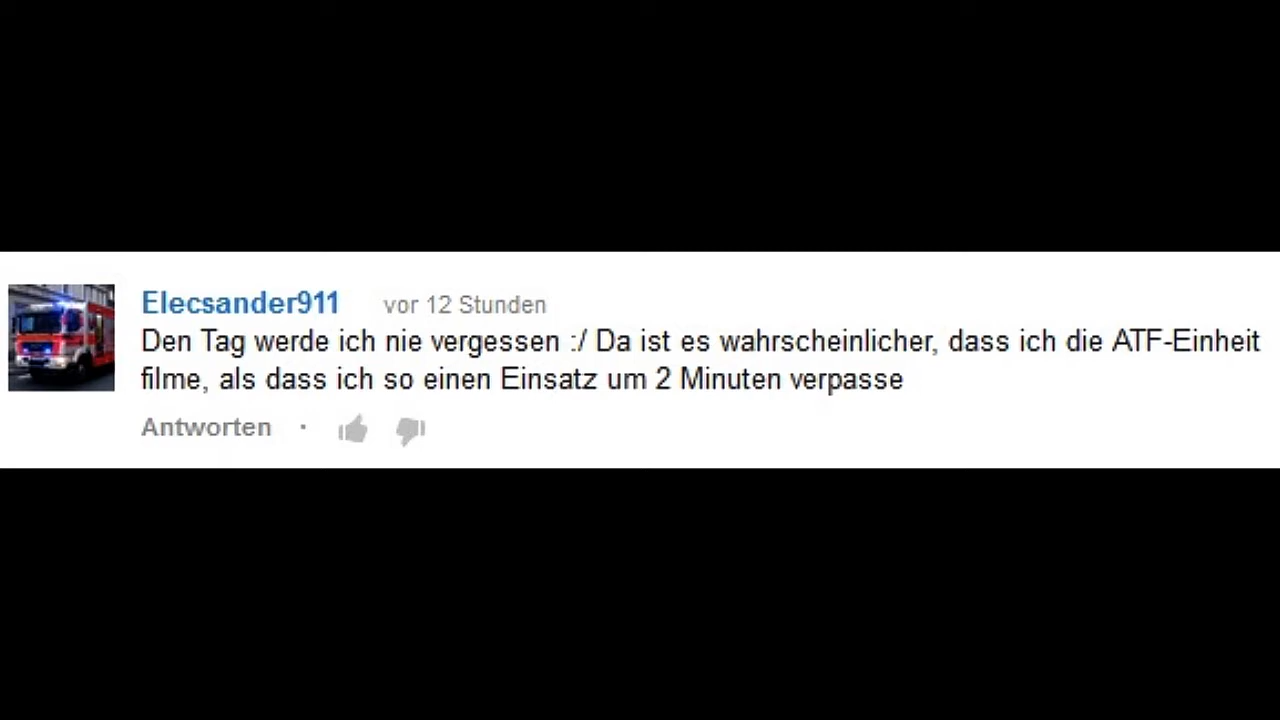 Elecsander911 vor 12 Stunden
Den Tag werde ich nie vergessen :/ Da ist es wahrscheinlicher, dass ich die ATF-Einheit
filme, als dass ich so einen Einsatz um 2 Minuten verpasse
Antworten ·